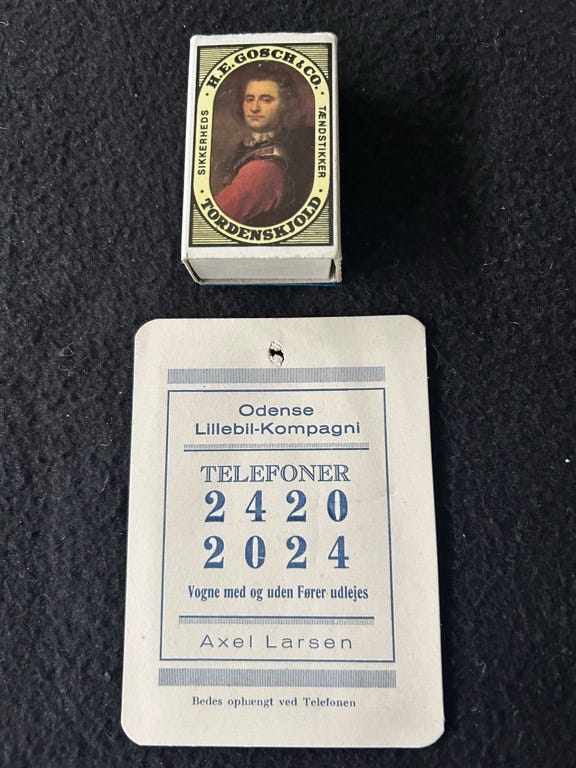 H.E. GOSCH & CO.
SIKKERHEDS
TÆNDSTIKKER
TORDENSKJOLD
Odense
Lillebil-Kompagni
TELEFONER
2420
2024
Vogne med og uden Fører udlejes
Axel Larsen
Bedes ophængt ved Telefonen